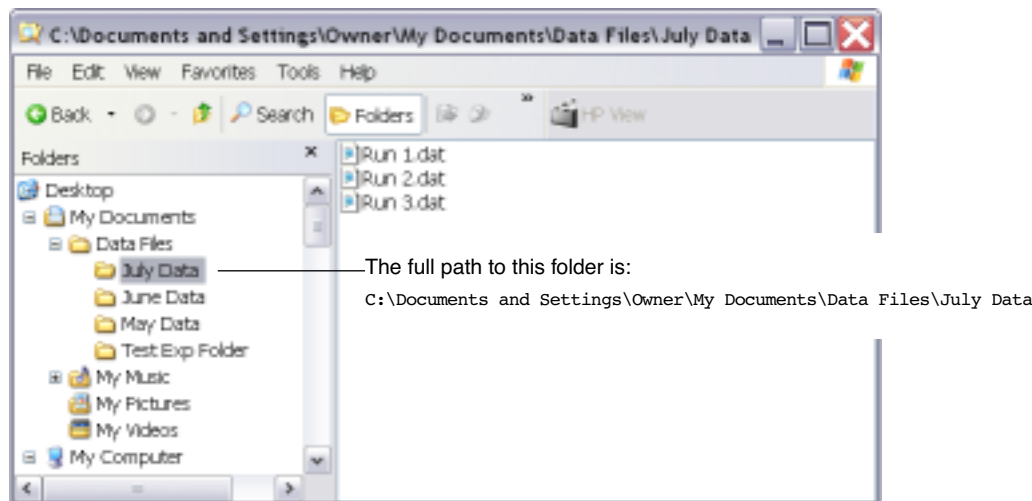 C:\Documents and Settings\Owner\My Documents\Data Files\July Data
File Edit View Favorites Tools Help
Back Search Folders » HP View
Folders ×
Run 1.dat
Run 2.dat
Run 3.dat
Desktop
My Documents
Data Files
July Data
June Data
May Data
Test Exp Folder
My Music
My Pictures
My Videos
My Computer
The full path to this folder is:
C:\Documents and Settings\Owner\My Documents\Data Files\July Data